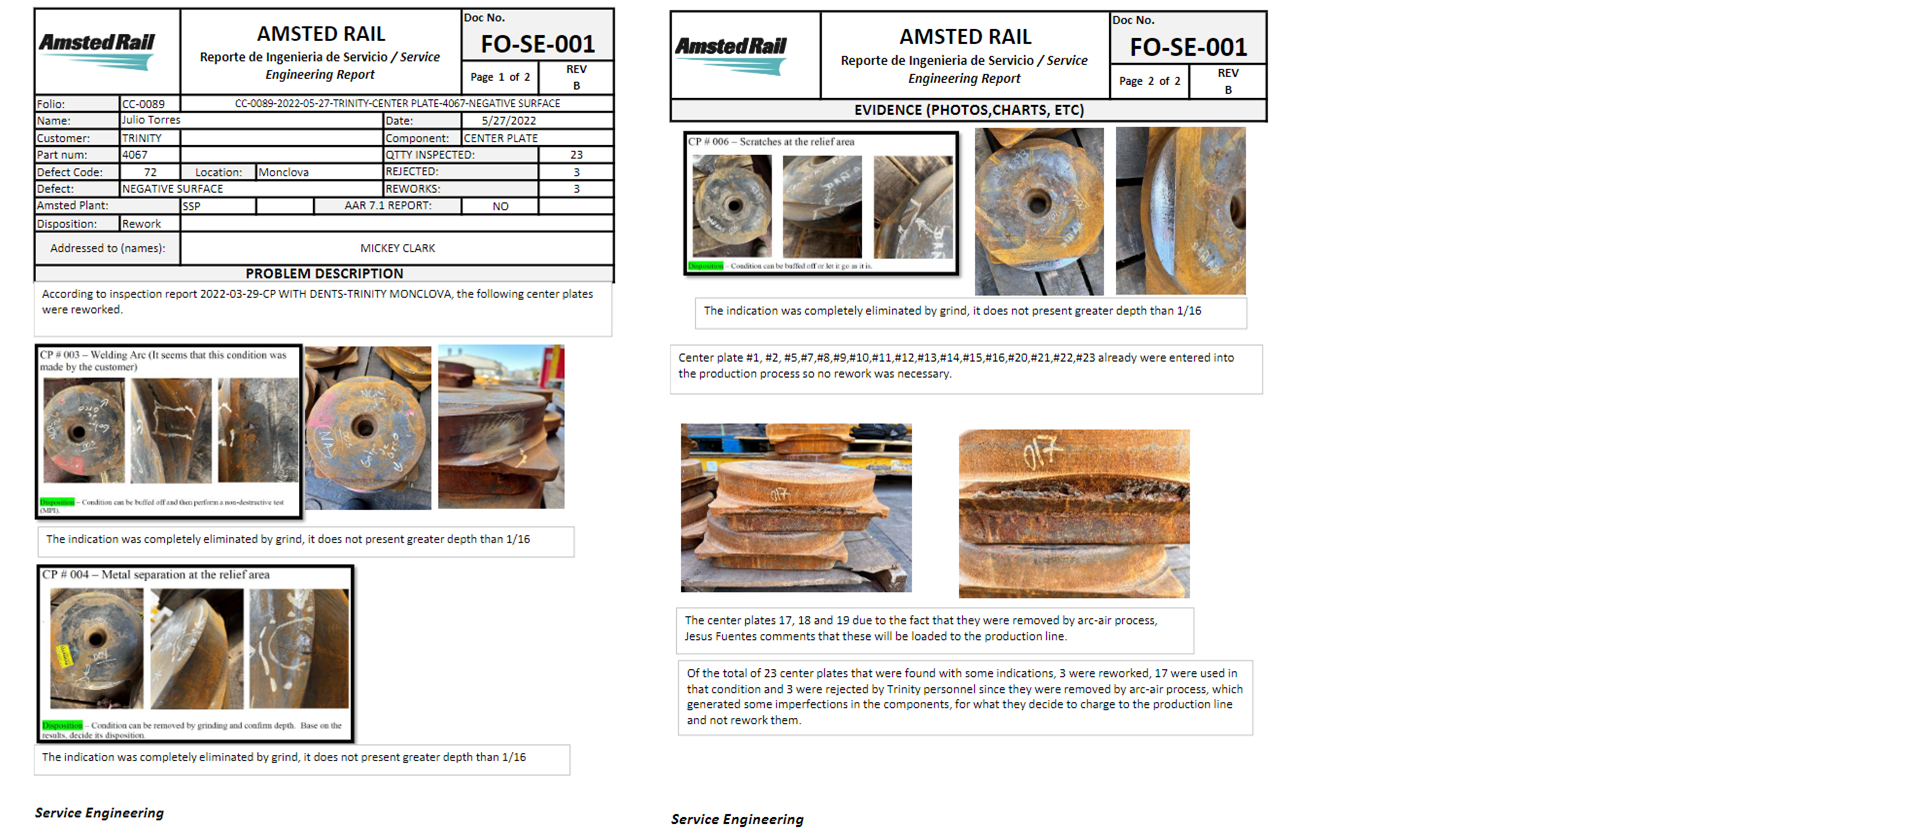 Amsted Rail
AMSTED RAIL
Reporte de Ingenieria de Servicio / Service
Engineering Report
Doc No.
FO-SE-001
Page 1 of 2
REV
B
Folio: CC-0089 CC-0089-2022-05-27-TRINITY-CENTER PLATE-4067-NEGATIVE SURFACE
Name: Julio Torres Date: 5/27/2022
Customer: TRINITY Component: CENTER PLATE
Part num: 4067 QTTY INSPECTED: 23
Defect Code: 72 Location: Monclova REJECTED: 3
Defect: NEGATIVE SURFACE REWORKS: 3
Amsted Plant: SSP AAR 7.1 REPORT: NO
Disposition: Rework
Addressed to (names): MICKEY CLARK
PROBLEM DESCRIPTION
According to inspection report 2022-03-29-CP WITH DENTS-TRINITY MONCLOVA, the following center plates
were reworked.
CP # 003 – Welding Arc (It seems that this condition was
made by the customer)
Disposition – Condition can be buffed off and then perform a non-destructive test
(MPI).
The indication was completely eliminated by grind, it does not present greater depth than 1/16
CP # 004 – Metal separation at the relief area
Disposition – Condition can be removed by grinding and confirm depth. Base on the
results, decide its disposition.
The indication was completely eliminated by grind, it does not present greater depth than 1/16
Service Engineering
Amsted Rail
AMSTED RAIL
Reporte de Ingenieria de Servicio / Service
Engineering Report
Doc No.
FO-SE-001
Page 2 of 2
REV
B
EVIDENCE (PHOTOS,CHARTS, ETC)
CP # 006 – Scratches at the relief area
Disposition – Condition can be buffed off or let it go as it is.
The indication was completely eliminated by grind, it does not present greater depth than 1/16
Center plate #1, #2, #5,#7,#8,#9,#10,#11,#12,#13,#14,#15,#16,#20,#21,#22,#23 already were entered into
the production process so no rework was necessary.
017
017
The center plates 17, 18 and 19 due to the fact that they were removed by arc-air process,
Jesus Fuentes comments that these will be loaded to the production line.
Of the total of 23 center plates that were found with some indications, 3 were reworked, 17 were used in
that condition and 3 were rejected by Trinity personnel since they were removed by arc-air process, which
generated some imperfections in the components, for what they decide to charge to the production line
and not rework them.
Service Engineering